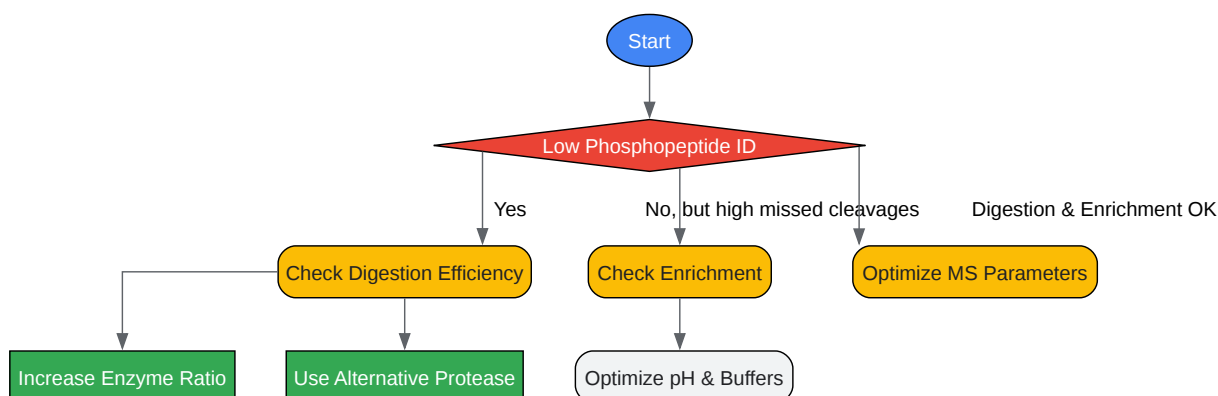 Start
Low Phosphopeptide ID
Yes
No, but high missed cleavages
Digestion & Enrichment OK
Check Digestion Efficiency
Check Enrichment
Optimize MS Parameters
Increase Enzyme Ratio
Use Alternative Protease
Optimize pH & Buffers